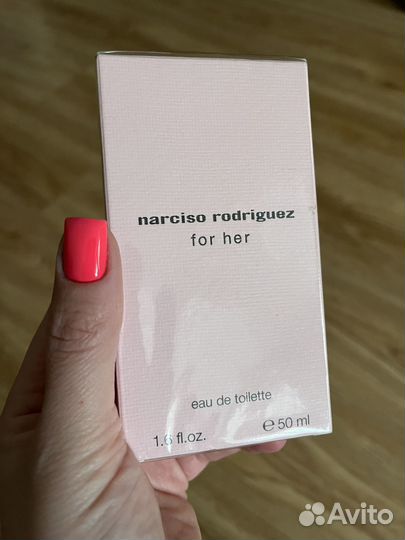 narciso rodriguez
for her
eau de toilette
1.6 fl.oz. ℮ 50 ml
Avito